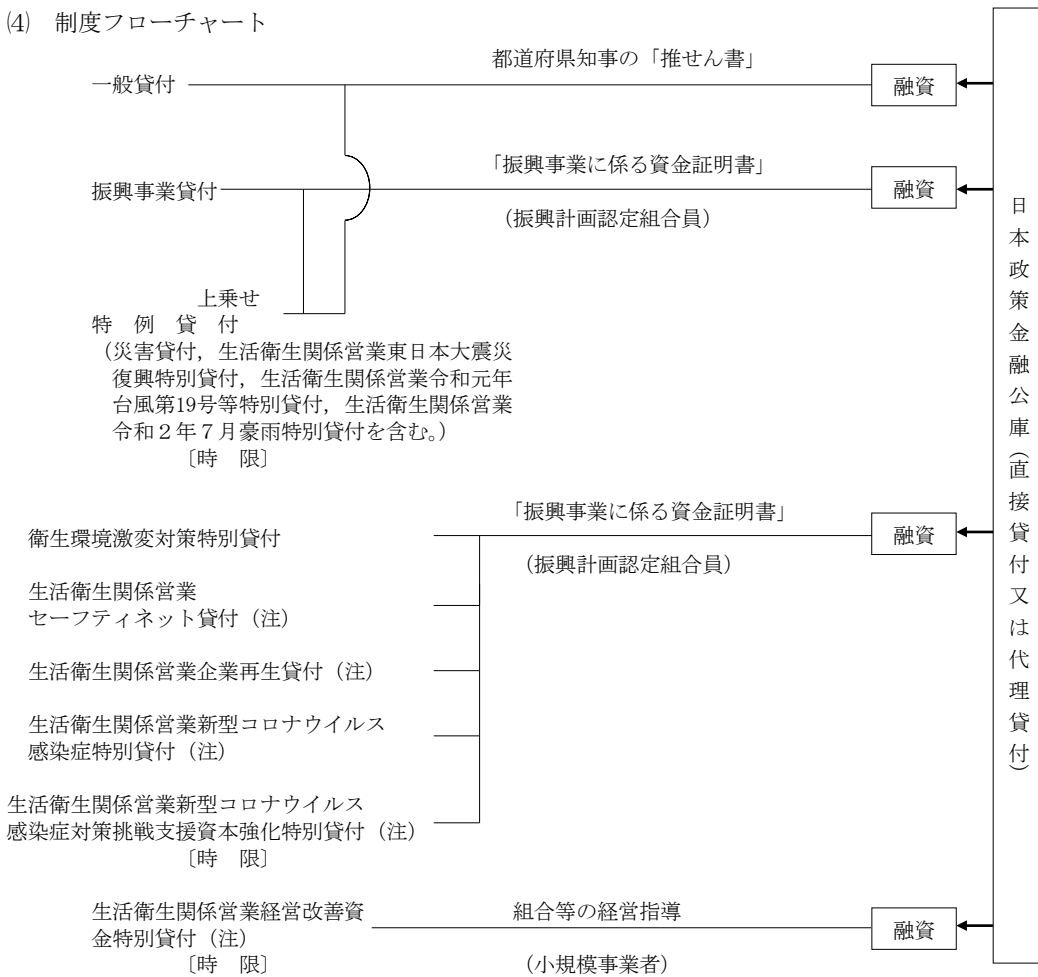 ⑷ 制度フローチャート
都道府県知事の「推せん書」
一般貸付
融資
「振興事業に係る資金証明書」
振興事業貸付
融資
(振興計画認定組合員)
上乗せ
特 例 貸 付
(災害貸付,生活衛生関係営業東日本大震災
復興特別貸付,生活衛生関係営業令和元年
台風第19号等特別貸付,生活衛生関係営業
令和2年7月豪雨特別貸付を含む。)
〔時 限〕
「振興事業に係る資金証明書」
衛生環境激変対策特別貸付
融資
(振興計画認定組合員)
生活衛生関係営業
セーフティネット貸付(注)
生活衛生関係営業企業再生貸付(注)
生活衛生関係営業新型コロナウイルス
感染症特別貸付(注)
生活衛生関係営業新型コロナウイルス
感染症対策挑戦支援資本強化特別貸付(注)
〔時 限〕
生活衛生関係営業経営改善資
金特別貸付(注)
〔時 限〕
組合等の経営指導
融資
(小規模事業者)
日本政策金融公庫(直接貸付又は代理貸付)